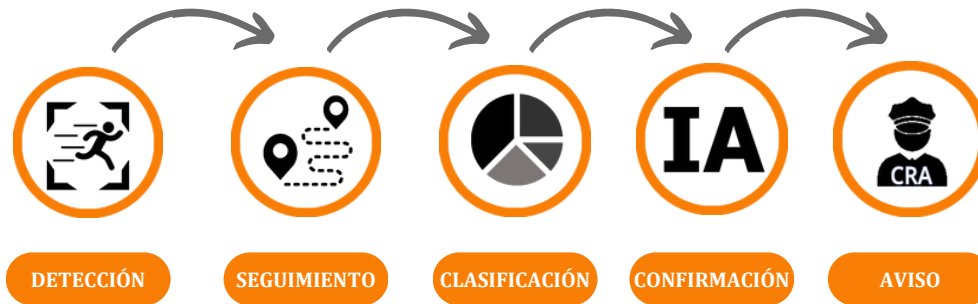 IA
CRA
DETECCIÓN
SEGUIMIENTO
CLASIFICACIÓN
CONFIRMACIÓN
AVISO